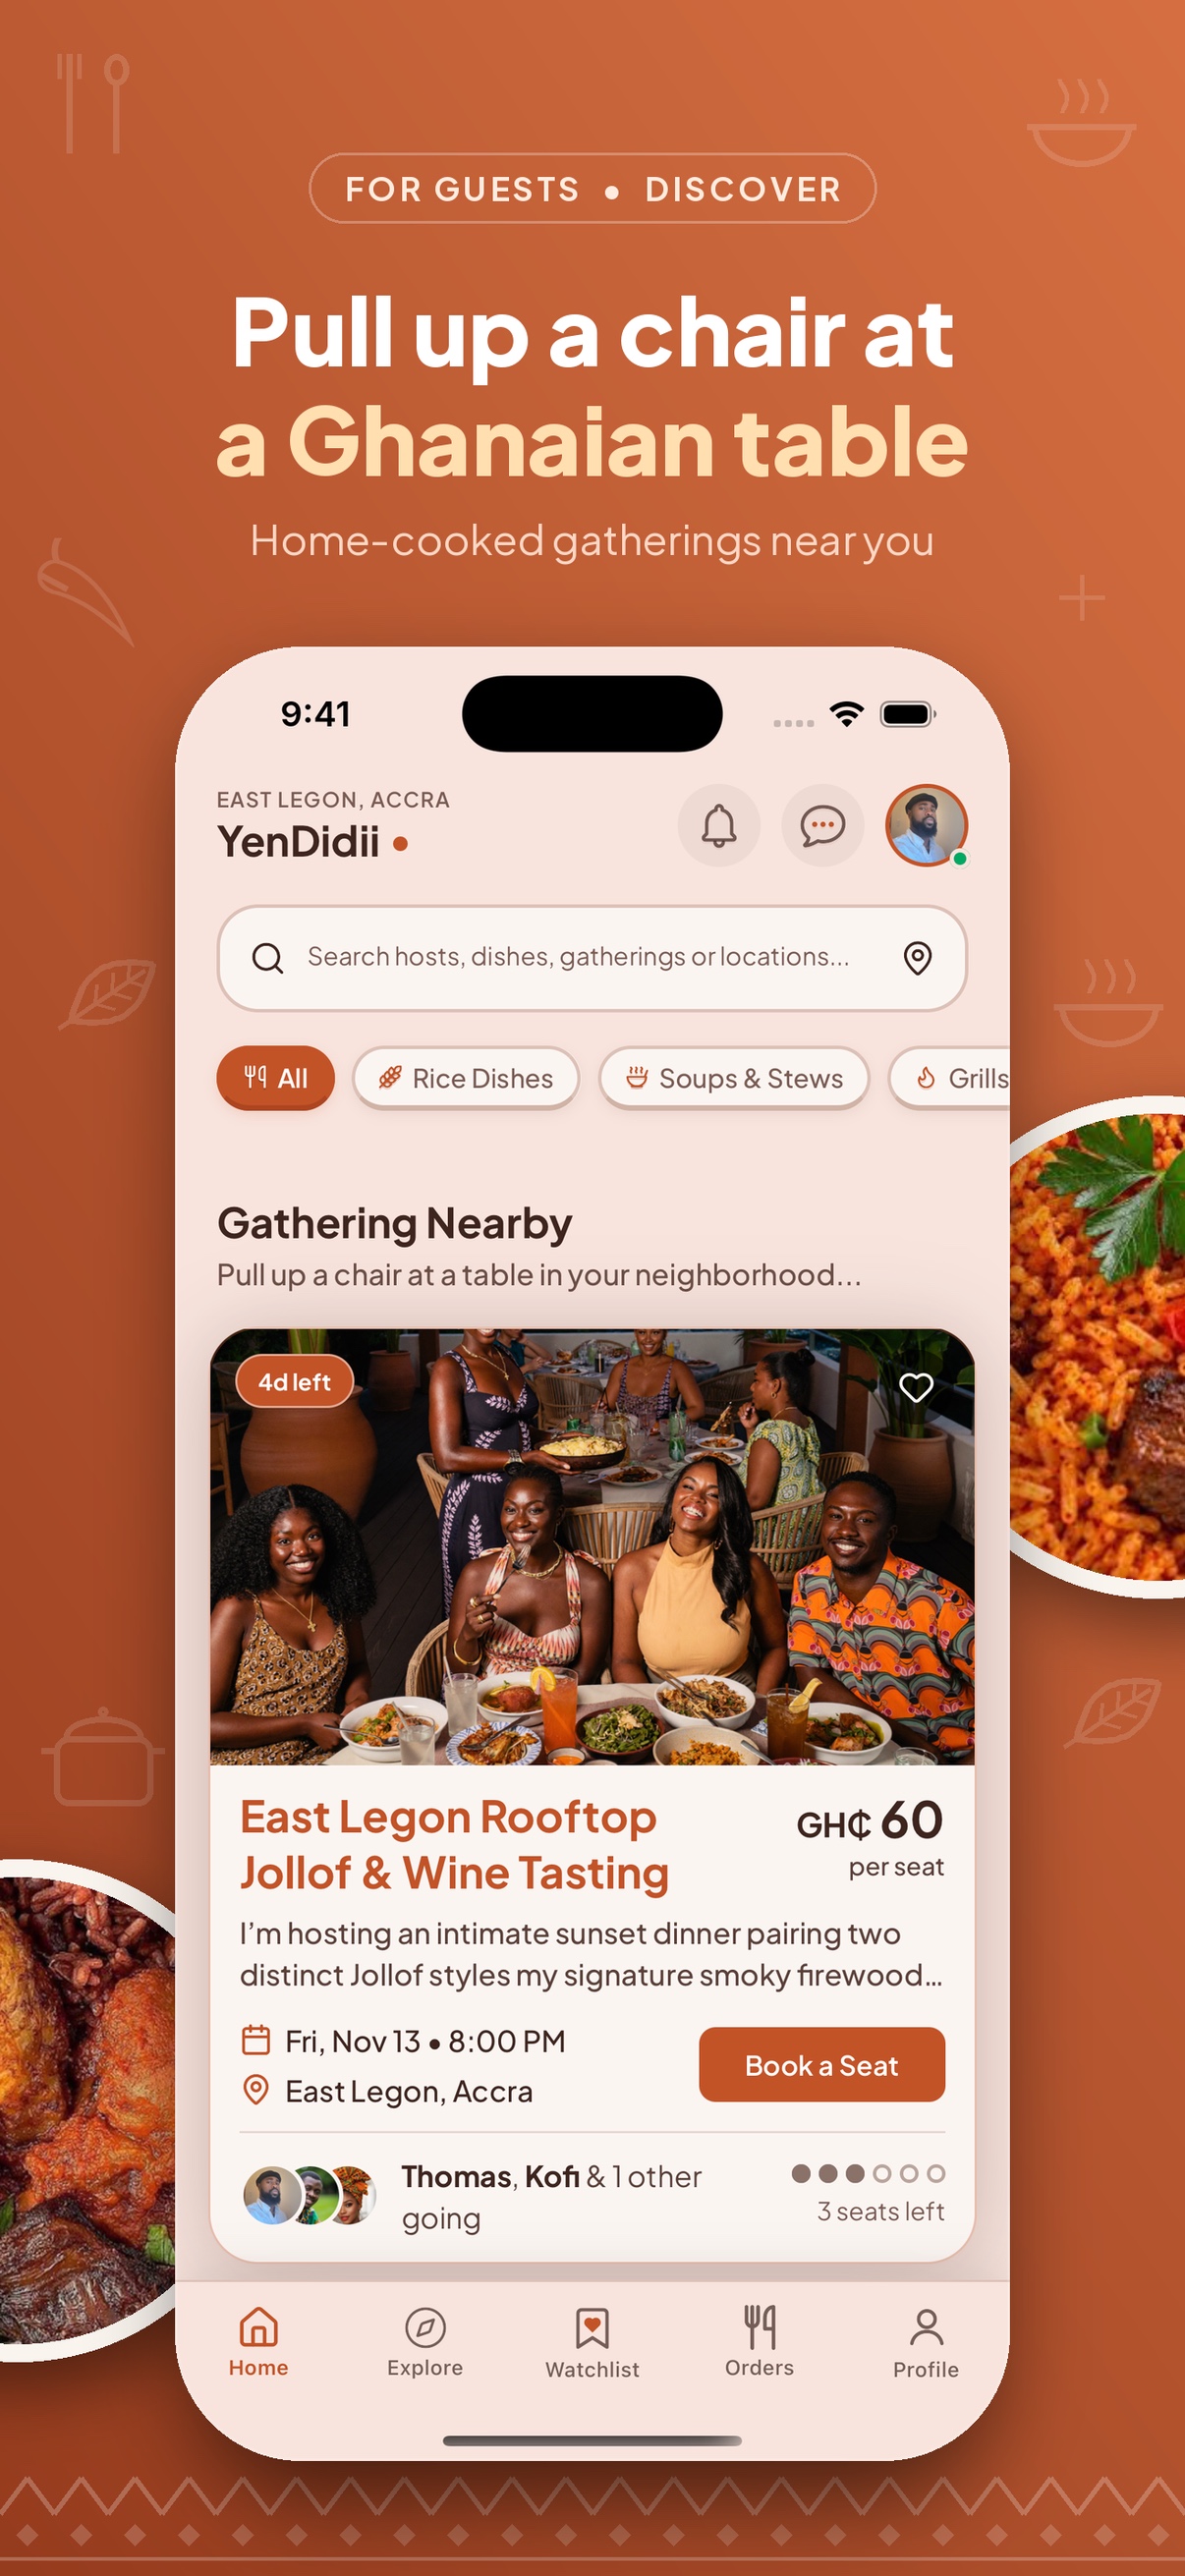 FOR GUESTS • DISCOVER
Pull up a chair at
a Ghanaian table
Home-cooked gatherings near you
9:41
EAST LEGON, ACCRA
YenDidii
Search hosts, dishes, gatherings or locations...
All
Rice Dishes
Soups & Stews
Grills
Gathering Nearby
Pull up a chair at a table in your neighborhood...
4d left
East Legon Rooftop
Jollof & Wine Tasting
GH₵ 60
per seat
I'm hosting an intimate sunset dinner pairing two
distinct Jollof styles my signature smoky firewood...
Fri, Nov 13 • 8:00 PM
East Legon, Accra
Book a Seat
Thomas, Kofi & 1 other
going
3 seats left
Home
Explore
Watchlist
Orders
Profile